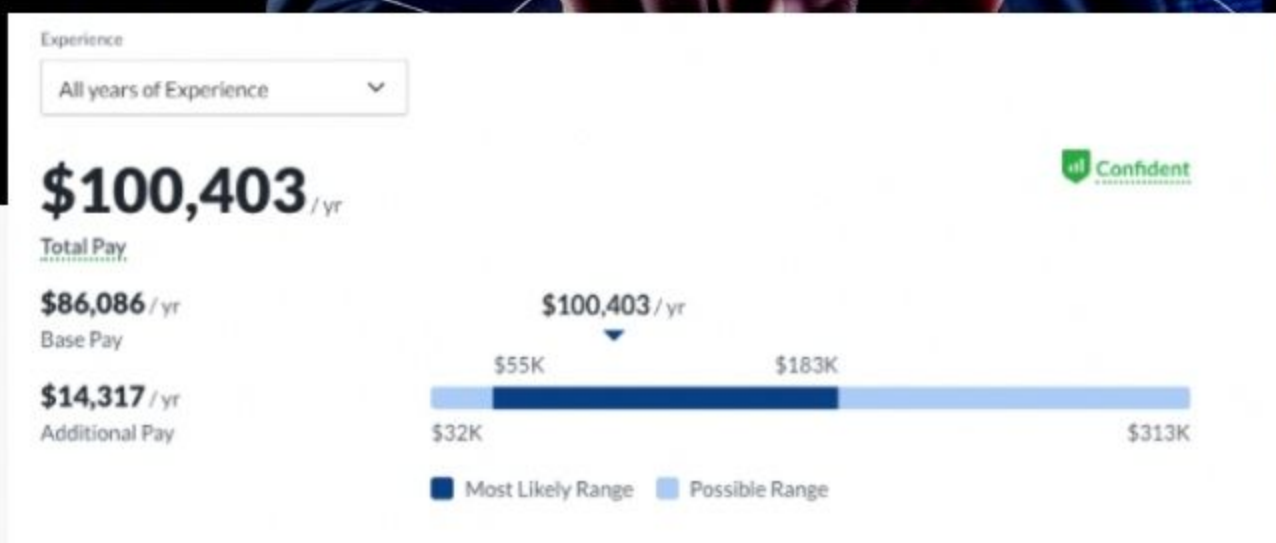 Experience
All years of Experience
$100,403 / yr
Confident
Total Pay
$86,086 / yr
Base Pay
$14,317 / yr
Additional Pay
$100,403 / yr
$55K
$183K
$32K
$313K
Most Likely Range
Possible Range